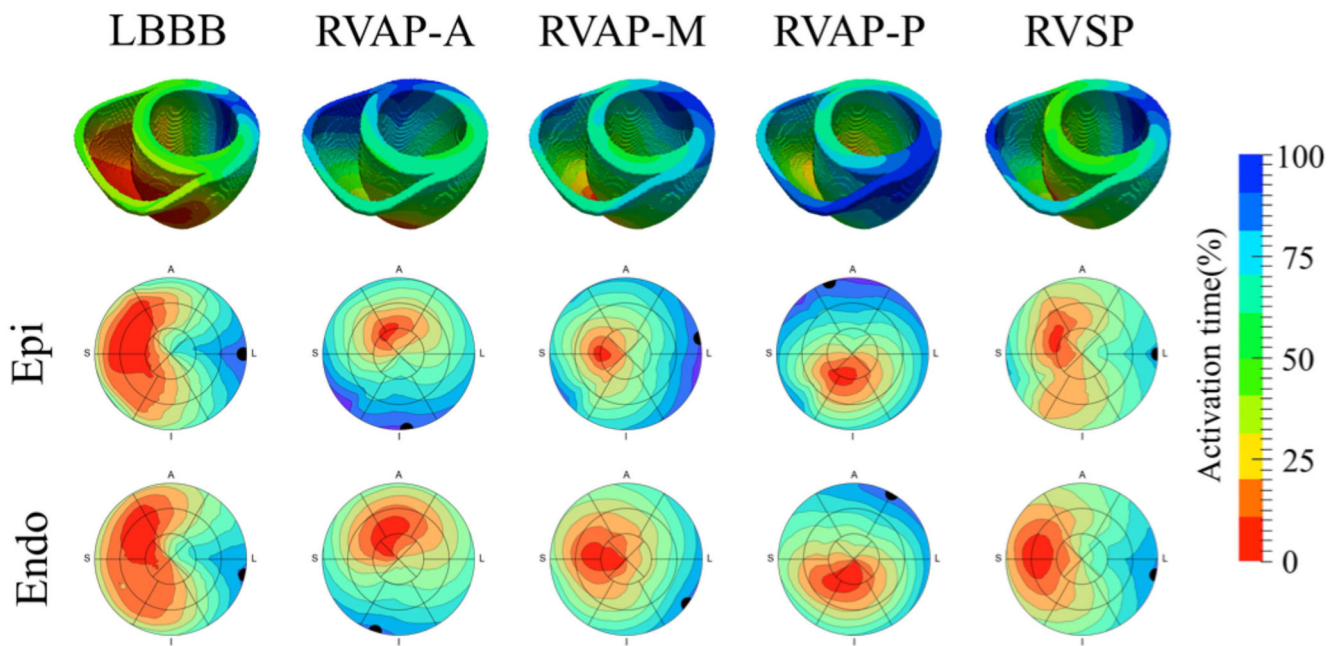 LBBB RVAP-A RVAP-M RVAP-P RVSP
100
75
50
25
0
Activation time(%)
Epi
A A A A A
S L S L S L S L S L
I I I I I
Endo
A A A A A
S L S L S L S L S L
I I I I I